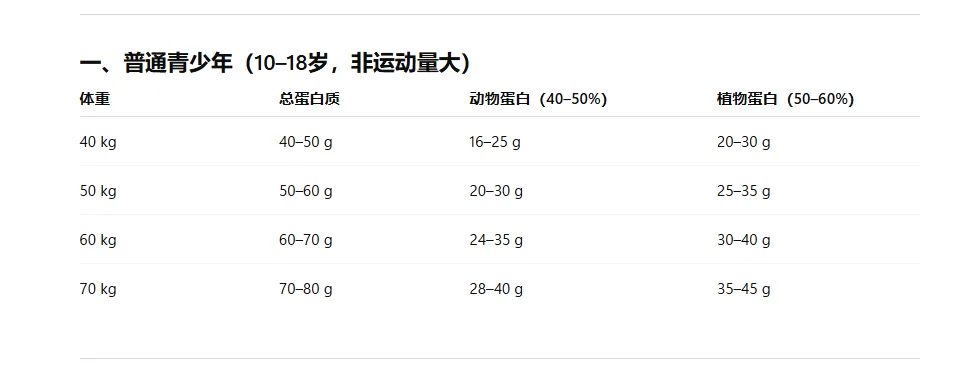 一、普通青少年（10–18岁，非运动量大）
体重 总蛋白质 动物蛋白（40–50%） 植物蛋白（50–60%）
40 kg 40–50 g 16–25 g 20–30 g
50 kg 50–60 g 20–30 g 25–35 g
60 kg 60–70 g 24–35 g 30–40 g
70 kg 70–80 g 28–40 g 35–45 g